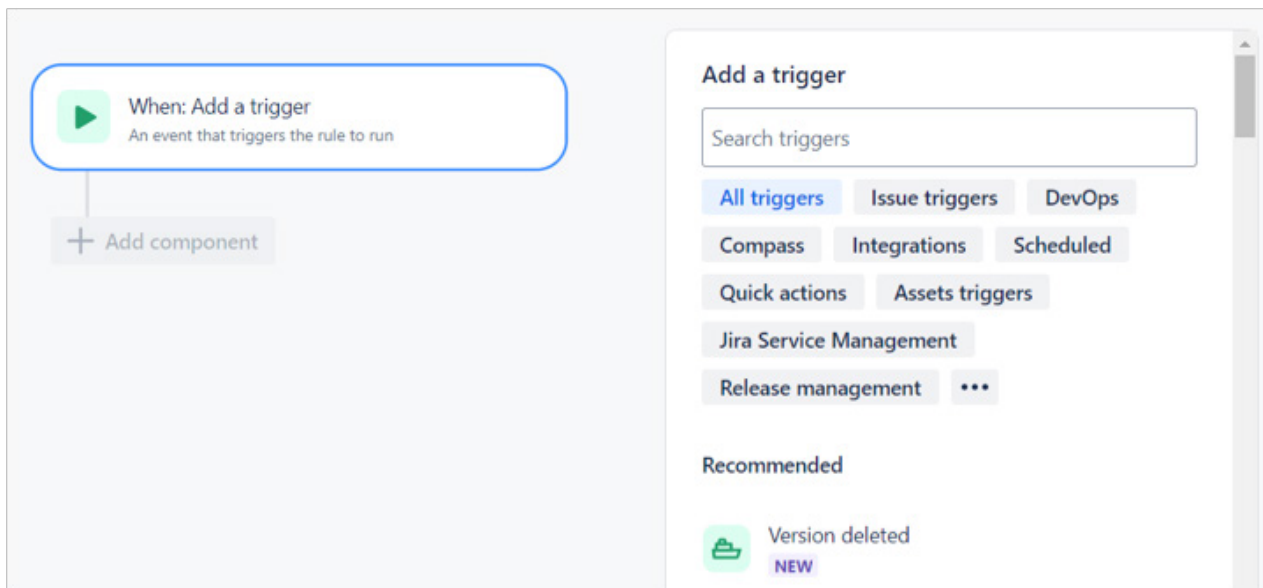 When: Add a trigger
An event that triggers the rule to run
Add component
Add a trigger
Search triggers
All triggers Issue triggers DevOps
Compass Integrations Scheduled
Quick actions Assets triggers
Jira Service Management
Release management •••
Recommended
Version deleted
NEW